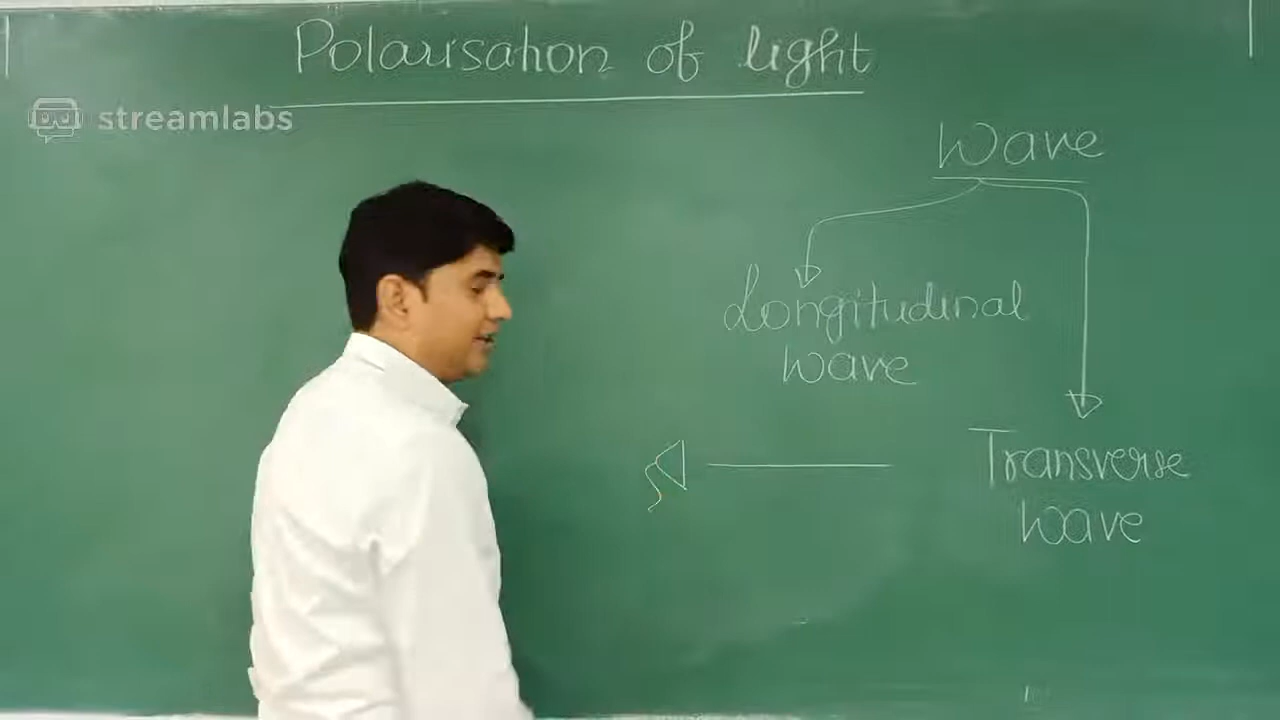 Polarisation of light
streamlabs
Wave
Longitudinal
wave
Transverse
wave